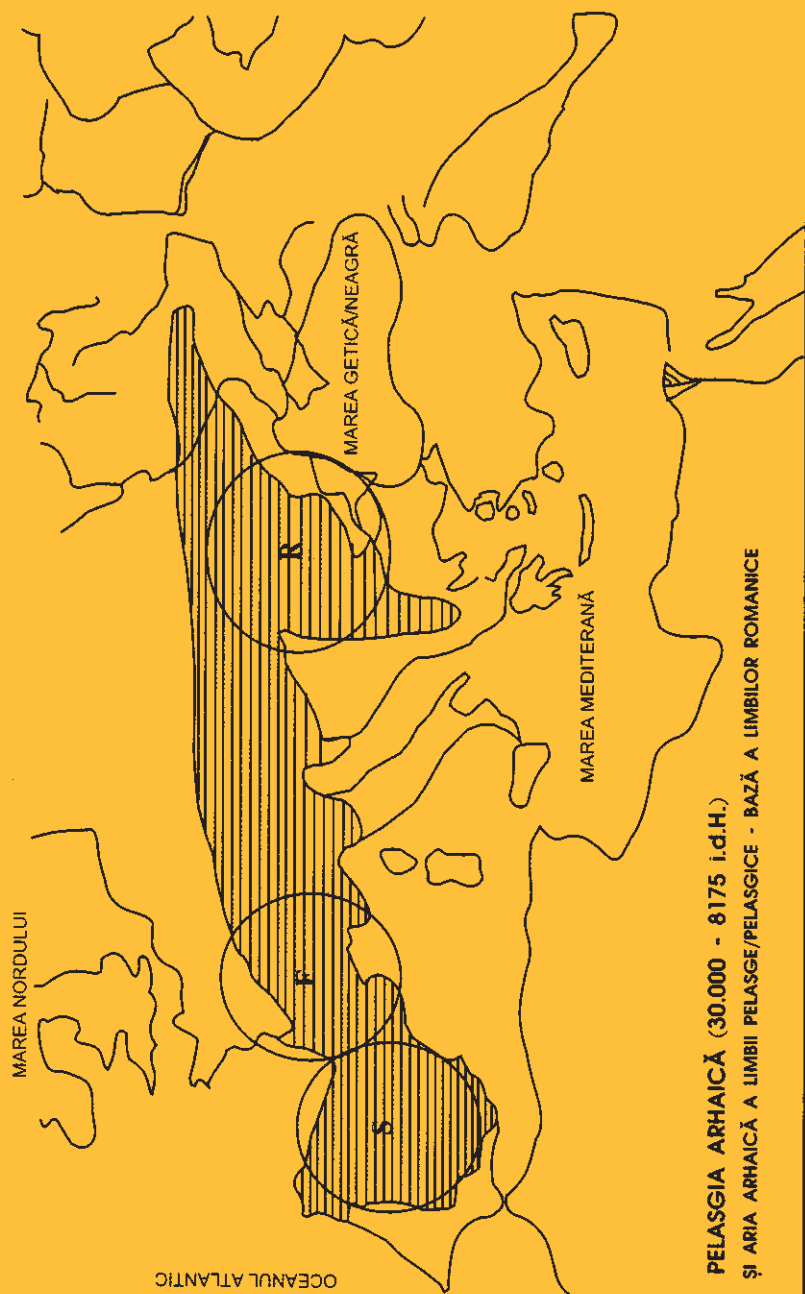 MAREA NORDULUI
OCEANUL ATLANTIC
MAREA GETICĂ/NEAGRĂ
MAREA MEDITERANĂ
R
F
S
PELASGIA ARHAICĂ (30.000 - 8175 i.d.H.)
ȘI ARIA ARHAICĂ A LIMBII PELASGE/PELASGICE - BAZĂ A LIMBILOR ROMANICE